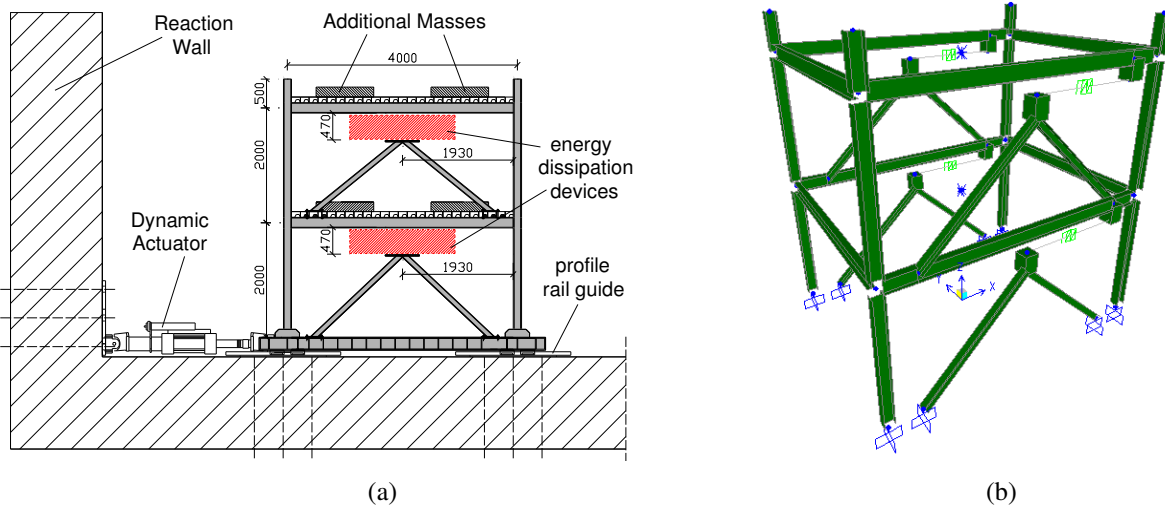 Reaction
Wall
Additional Masses
4000
500
2000
470
1930
energy
dissipation
devices
Dynamic
Actuator
2000
470
1930
profile
rail guide
Z
Y
X
(a)
(b)